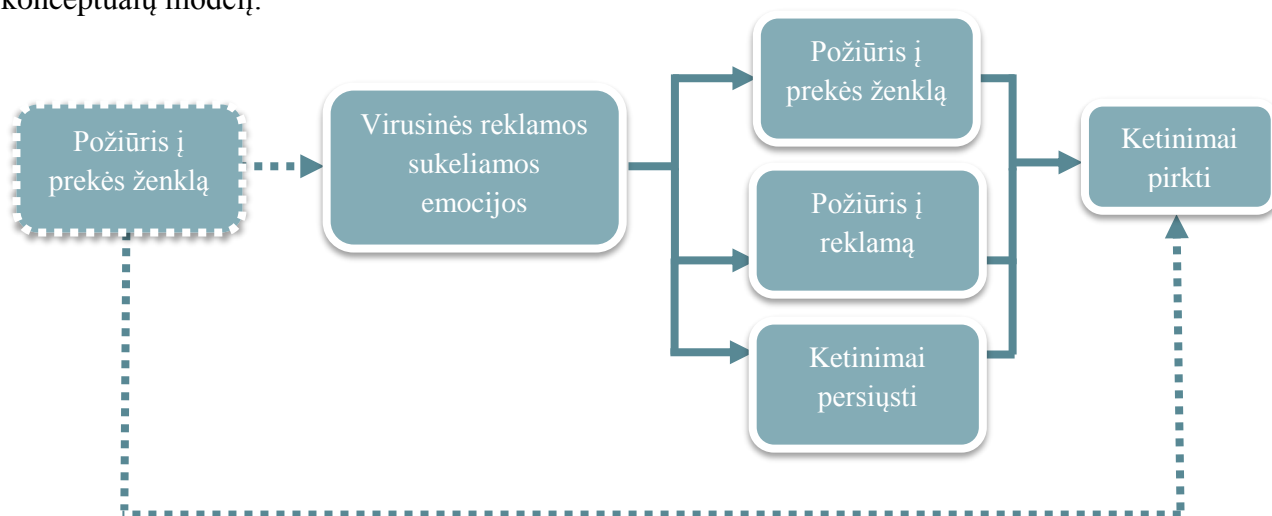 konceptualų modelį.
Požiūris į
prekės ženklą
Virusinės reklamos
sukeliamos
emocijos
Požiūris į
prekės ženklą
Požiūris į
reklamą
Ketinimai
persiųsti
Ketinimai
pirkti